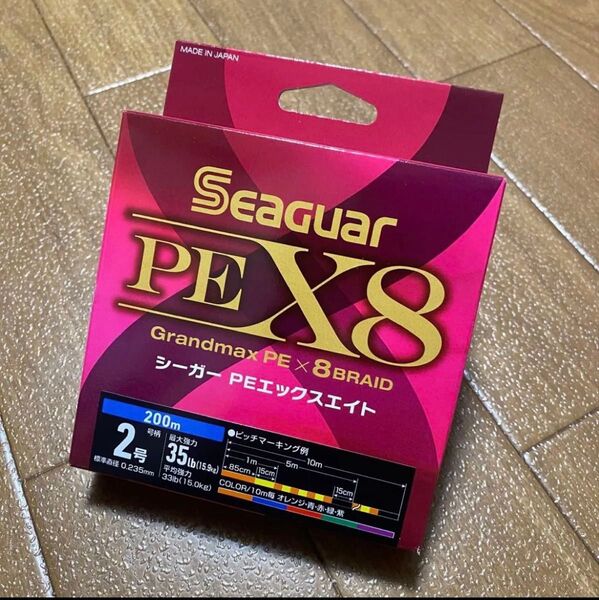 MADE IN JAPAN
SEAGUAR
PE X8
Grandmax PE × 8 BRAID
シーガー PEエックスエイト
200m
2号
号柄
標準直径 0.235mm
最大強力
35lb(15.9kg)
平均強力
33lb(15.0kg)
●ピッチマーキング例
1m 5m 10m
85cm 15cm 15cm
COLOR/10m毎 オレンジ・青・赤・緑・紫